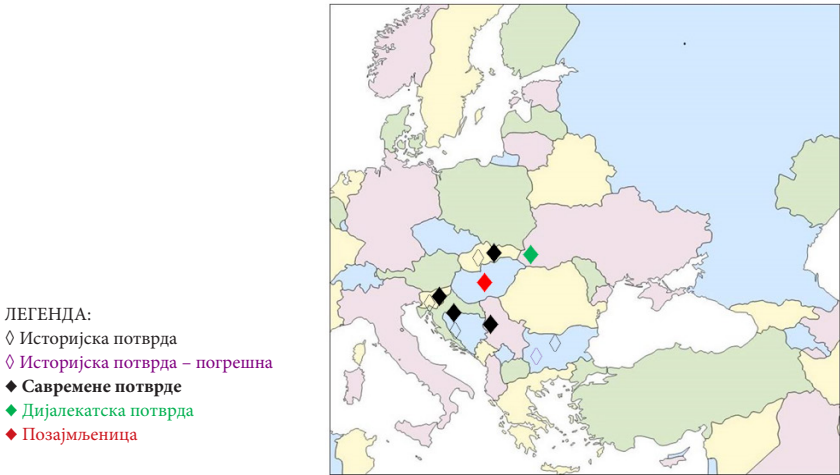 ЛЕГЕНДА:
◊ Историјска потврда
◊ Историјска потврда – погрешна
◆ Савремене потврде
◆ Дијалекатска потврда
◆ Позајмљеница